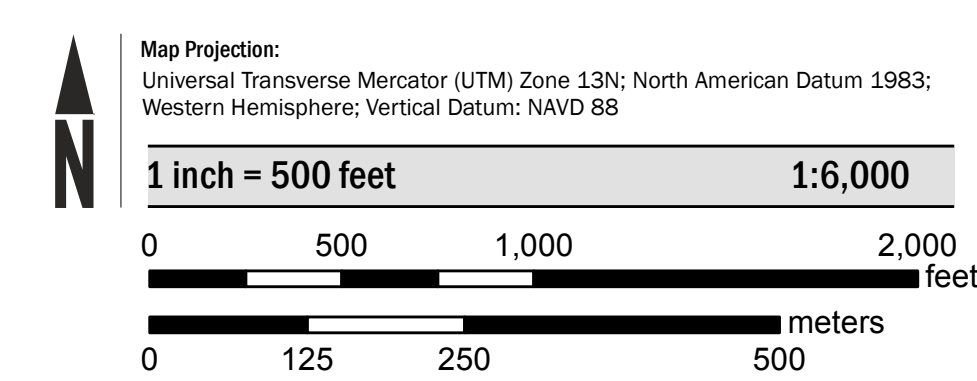 N
Map Projection:
Universal Transverse Mercator (UTM) Zone 13N; North American Datum 1983;
Western Hemisphere; Vertical Datum: NAVD 88
1 inch = 500 feet 1:6,000
0 500 1,000 2,000
feet
meters
0 125 250 500